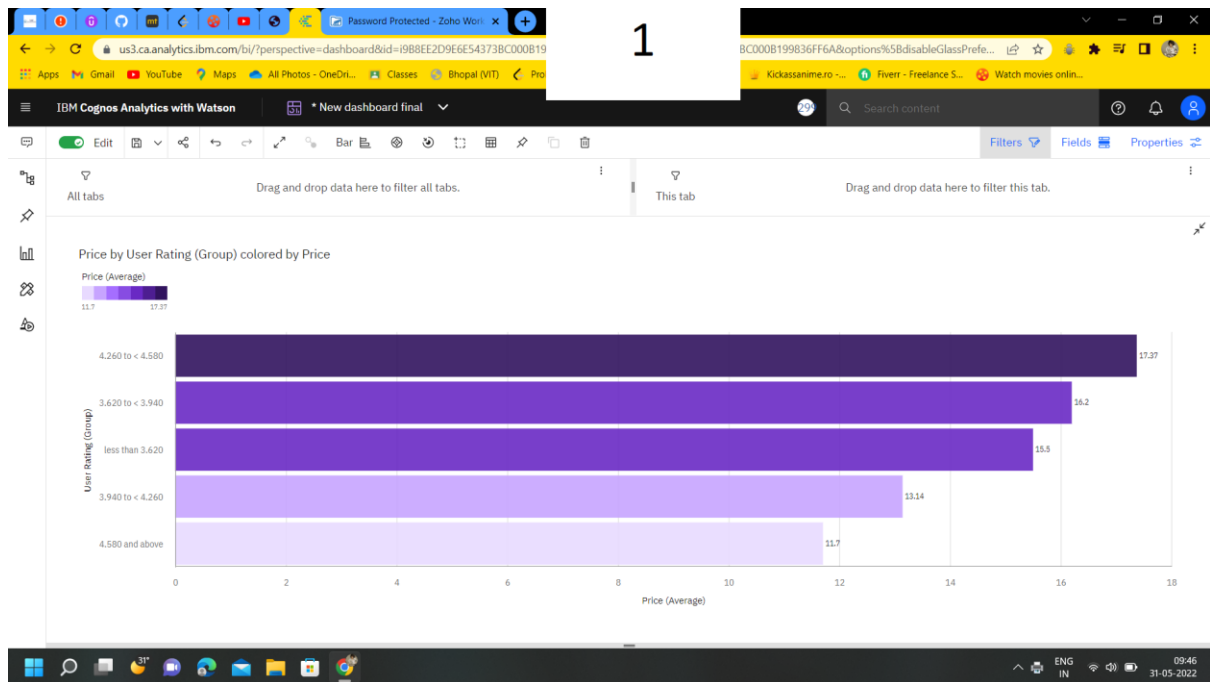 Password Protected - Zoho Work
1
us3.ca.analytics.ibm.com/bi/?perspective=dashboard&id=i9B8EE2D9E6E54373BC000B19
BC000B199836FF6A&options%5BdisableGlassPrefe...
Apps Gmail YouTube Maps All Photos - OneDri... Classes Bhopal (VIT) Pro
Kickassanime.ro -... Fiverr - Freelance S... Watch movies onlin...
IBM Cognos Analytics with Watson * New dashboard final Search content
Edit Bar Filters Fields Properties
All tabs Drag and drop data here to filter all tabs.
This tab Drag and drop data here to filter this tab.
Price by User Rating (Group) colored by Price
Price (Average)
11.7 17.37
4.260 to < 4.580 17.37
3.620 to < 3.940 16.2
less than 3.620 15.5
3.940 to < 4.260 13.14
4.580 and above 11.7
User Rating (Group)
0 2 4 6 8 10 12 14 16 18
Price (Average)
31°
ENG 09:46
IN 31-05-2022